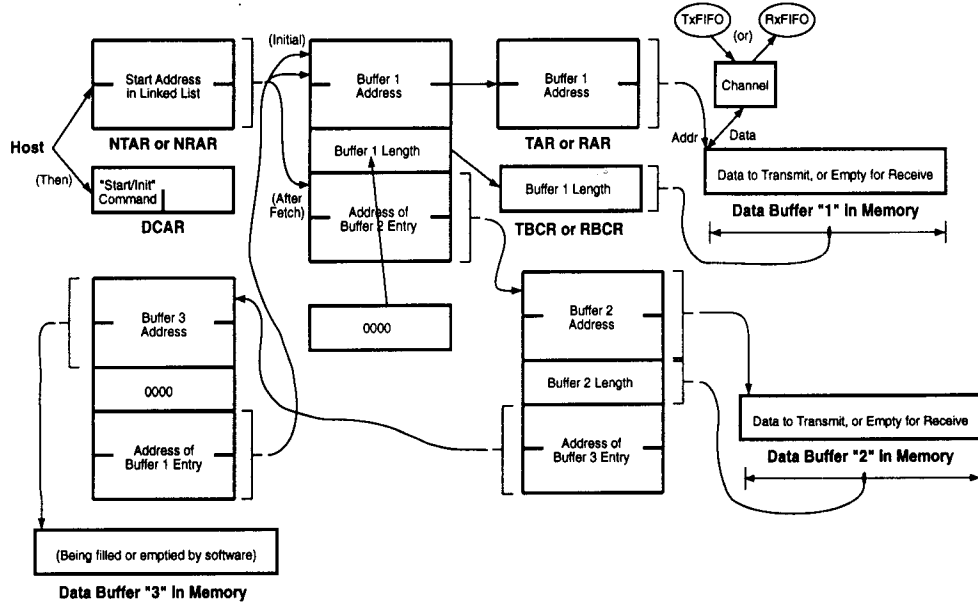 TxFIFO
(or)
RxFIFO
Channel
Addr
Data
Host
(Then)
Start Address
in Linked List
NTAR or NRAR
"Start/Init"
Command
DCAR
(Initial)
(After
Fetch)
Buffer 1
Address
Buffer 1 Length
Address of
Buffer 2 Entry
0000
Buffer 1
Address
TAR or RAR
Buffer 1 Length
TBCR or RBCR
Data to Transmit, or Empty for Receive
Data Buffer "1" In Memory
Buffer 3
Address
0000
Address of
Buffer 1 Entry
Buffer 2
Address
Buffer 2 Length
Address of
Buffer 3 Entry
Data to Transmit, or Empty for Receive
Data Buffer "2" In Memory
(Being filled or emptied by software)
Data Buffer "3" In Memory